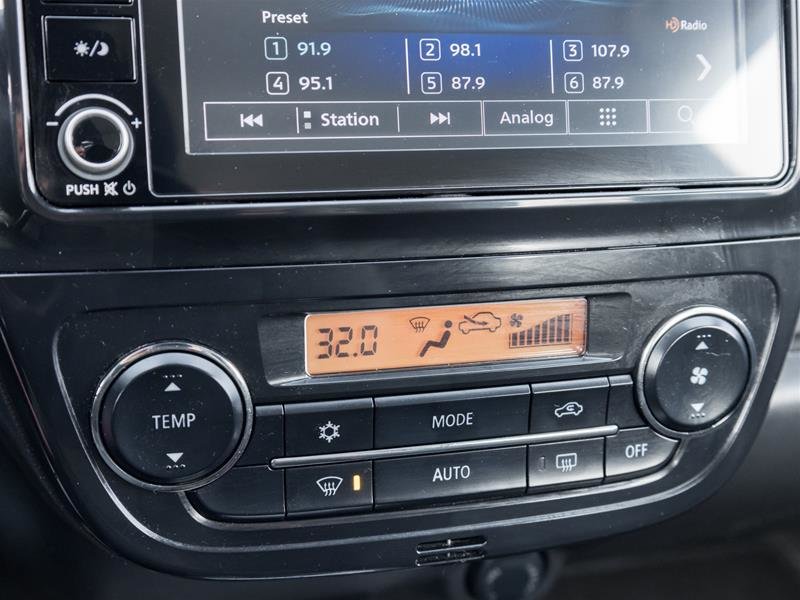 Preset
HD Radio
1 91.9 2 98.1 3 107.9
4 95.1 5 87.9 6 87.9
Station Analog
PUSH
32.0
TEMP
MODE
AUTO
OFF